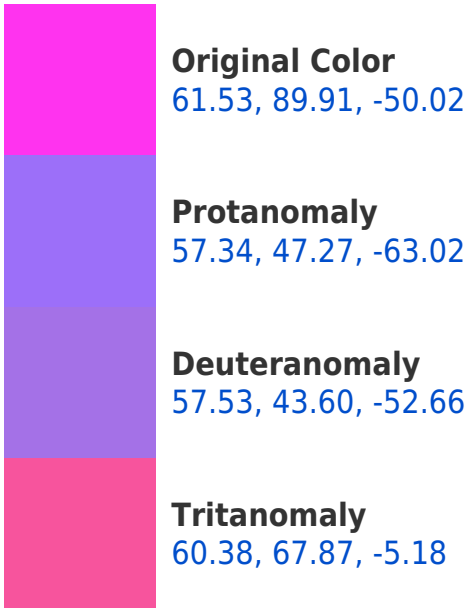 Original Color
61.53, 89.91, -50.02
Protanomaly
57.34, 47.27, -63.02
Deuteranomaly
57.53, 43.60, -52.66
Tritanomaly
60.38, 67.87, -5.18